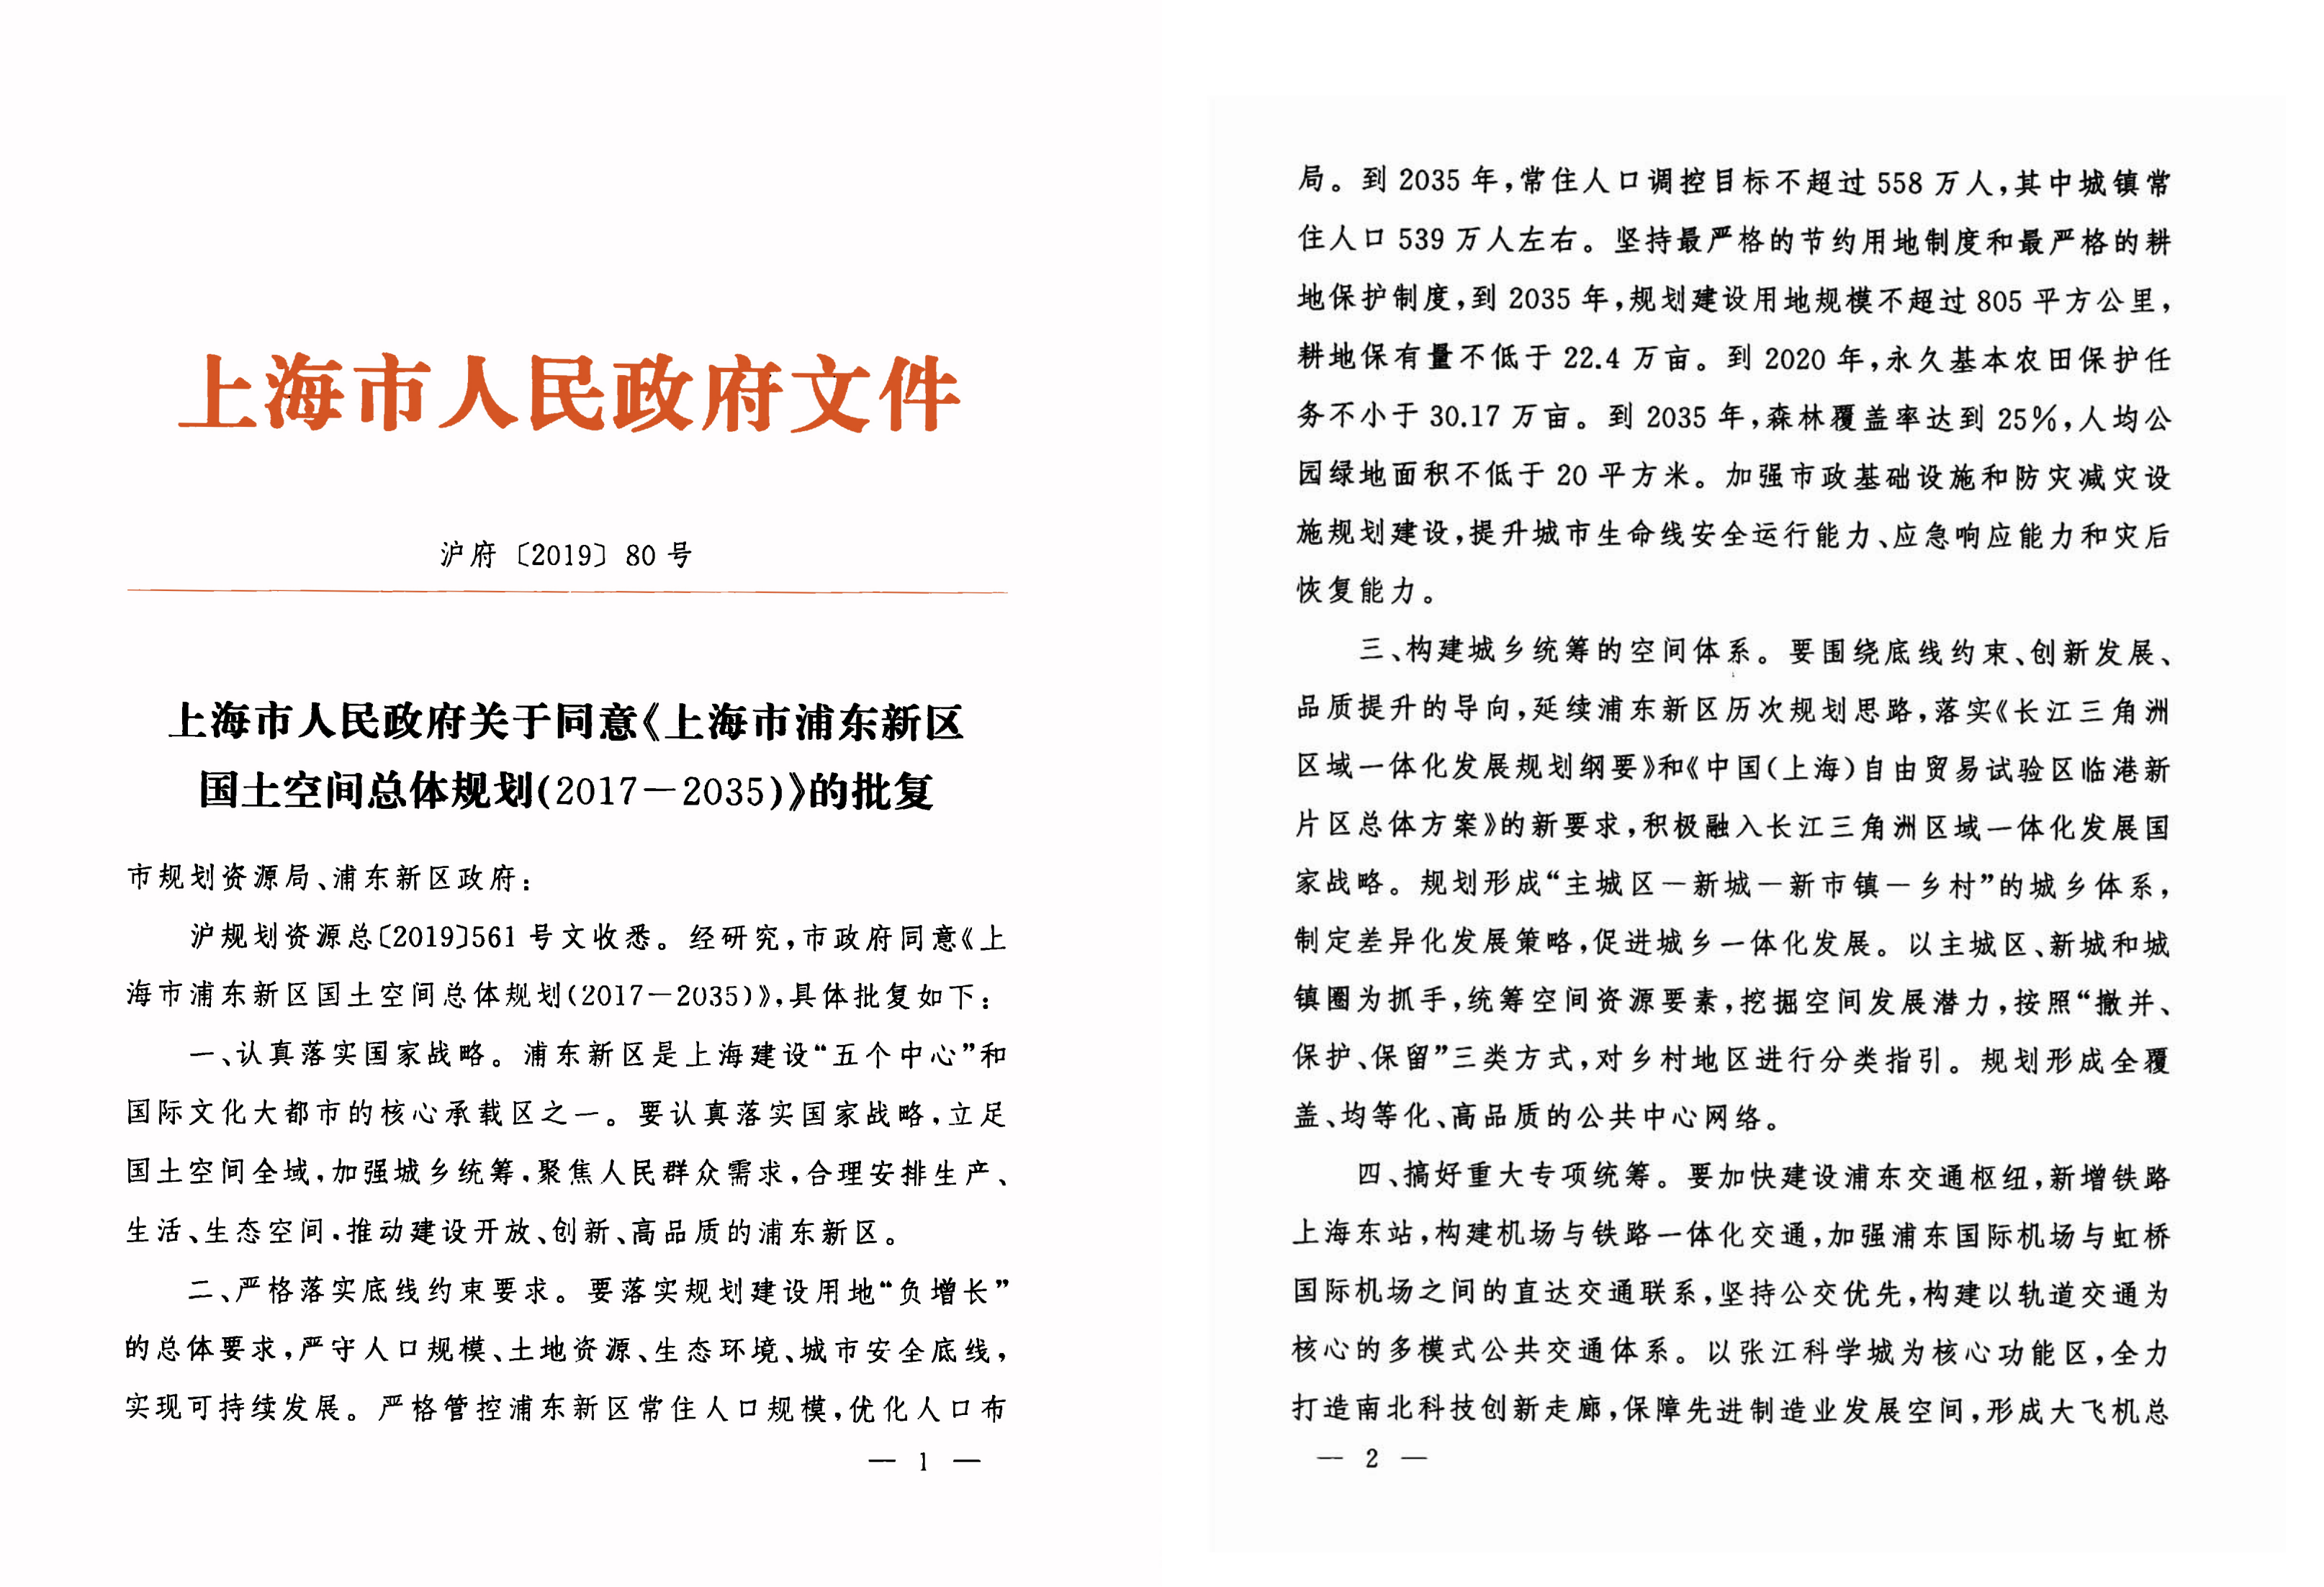 上海市人民政府文件
沪府〔2019〕80号
上海市人民政府关于同意《上海市浦东新区
国土空间总体规划(2017—2035)》的批复
市规划资源局、浦东新区政府:
沪规划资源总〔2019〕561号文收悉。经研究,市政府同意《上
海市浦东新区国土空间总体规划(2017—2035)》,具体批复如下:
一、认真落实国家战略。浦东新区是上海建设“五个中心”和
国际文化大都市的核心承载区之一。要认真落实国家战略,立足
国土空间全域,加强城乡统筹,聚焦人民群众需求,合理安排生产、
生活、生态空间,推动建设开放、创新、高品质的浦东新区。
二、严格落实底线约束要求。要落实规划建设用地“负增长”
的总体要求,严守人口规模、土地资源、生态环境、城市安全底线,
实现可持续发展。严格管控浦东新区常住人口规模,优化人口布
— 1 —
局。到2035年,常住人口调控目标不超过558万人,其中城镇常
住人口539万人左右。坚持最严格的节约用地制度和最严格的耕
地保护制度,到2035年,规划建设用地规模不超过805平方公里,
耕地保有量不低于22.4万亩。到2020年,永久基本农田保护任
务不小于30.17万亩。到2035年,森林覆盖率达到25%,人均公
园绿地面积不低于20平方米。加强市政基础设施和防灾减灾设
施规划建设,提升城市生命线安全运行能力、应急响应能力和灾后
恢复能力。
三、构建城乡统筹的空间体系。要围绕底线约束、创新发展、
品质提升的导向,延续浦东新区历次规划思路,落实《长江三角洲
区域一体化发展规划纲要》和《中国(上海)自由贸易试验区临港新
片区总体方案》的新要求,积极融入长江三角洲区域一体化发展国
家战略。规划形成“主城区—新城—新市镇—乡村”的城乡体系,
制定差异化发展策略,促进城乡一体化发展。以主城区、新城和城
镇圈为抓手,统筹空间资源要素,挖掘空间发展潜力,按照“撤并、
保护、保留”三类方式,对乡村地区进行分类指引。规划形成全覆
盖、均等化、高品质的公共中心网络。
四、搞好重大专项统筹。要加快建设浦东交通枢纽,新增铁路
上海东站,构建机场与铁路一体化交通,加强浦东国际机场与虹桥
国际机场之间的直达交通联系,坚持公交优先,构建以轨道交通为
核心的多模式公共交通体系。以张江科学城为核心功能区,全力
打造南北科技创新走廊,保障先进制造业发展空间,形成大飞机总
— 2 —